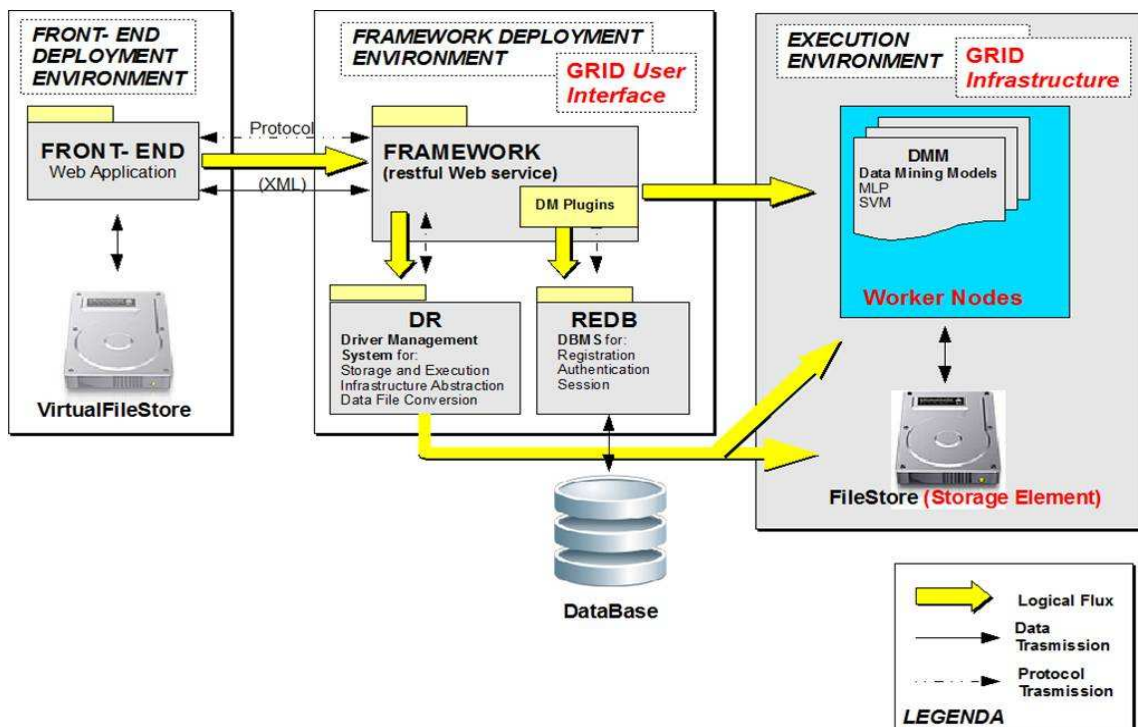 FRONT- END
DEPLOYMENT
ENVIRONMENT
FRONT- END
Web Application
VirtualFileStore
Protocol
(XML)
FRAMEWORK DEPLOYMENT
ENVIRONMENT
GRID User
Interface
FRAMEWORK
(restful Web service)
DM Plugins
DR
Driver Management
System for:
Storage and Execution
Infrastructure Abstraction
Data File Conversion
REDB
DBMS for:
Registration
Authentication
Session
DataBase
EXECUTION
ENVIRONMENT
GRID
Infrastructure
DMM
Data Mining Models
MLP
SVM
Worker Nodes
FileStore (Storage Element)
Logical Flux
Data
Trasmission
Protocol
Trasmission
LEGENDA